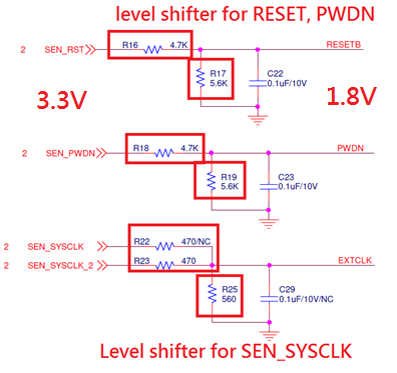 level shifter for RESET, PWDN
2 SEN_RST R16 4.7K RESETB
R17 C22
5.6K 0.1uF/10V
3.3V 1.8V
2 SEN_PWDN R18 4.7K PWDN
R19 C23
5.6K 0.1uF/10V
2 SEN_SYSCLK R22 470/NC
2 SEN_SYSCLK_2 R23 470 EXTCLK
R25 C29
560 0.1uF/10V/NC
Level shifter for SEN_SYSCLK